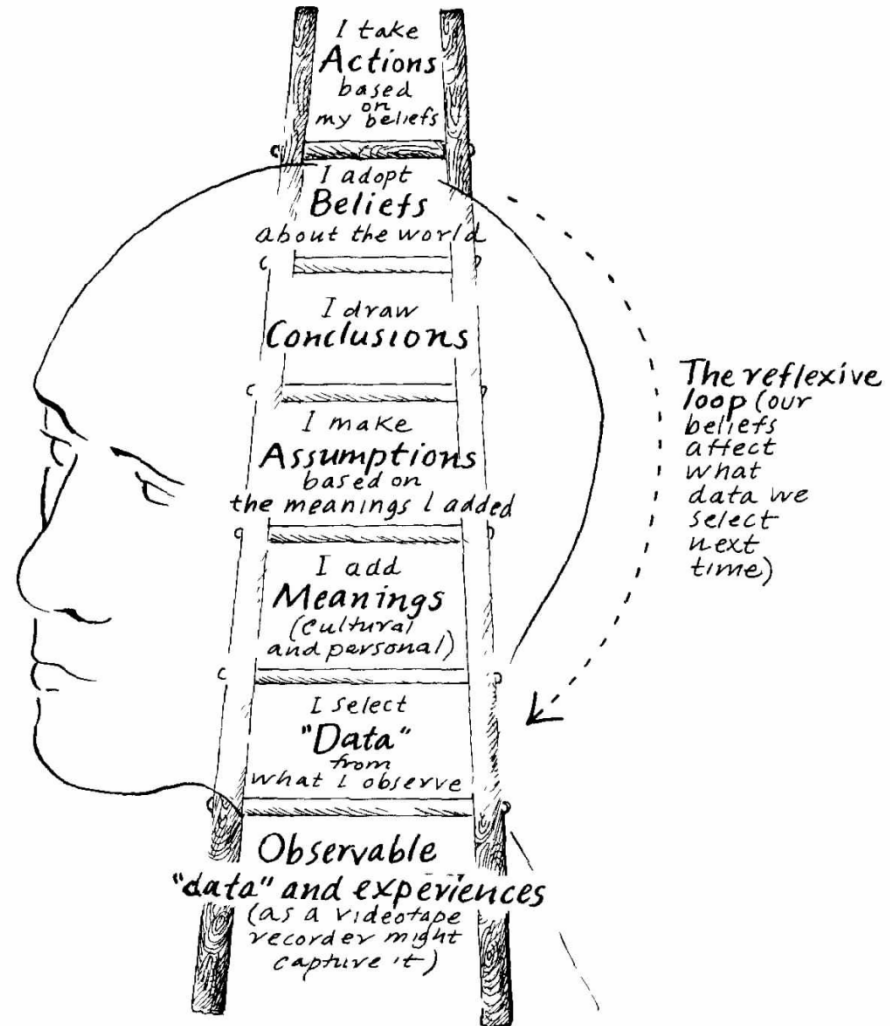 I take
Actions
based
on
my beliefs
I adopt
Beliefs
about the world
I draw
Conclusions
I make
Assumptions
based on
the meanings I added
I add
Meanings
(cultural
and personal)
I select
"Data"
from
what I observe
Observable
"data" and experiences
(as a videotape
recorder might
capture it)
The reflexive
loop (our
beliefs
affect
what
data we
select
next
time)